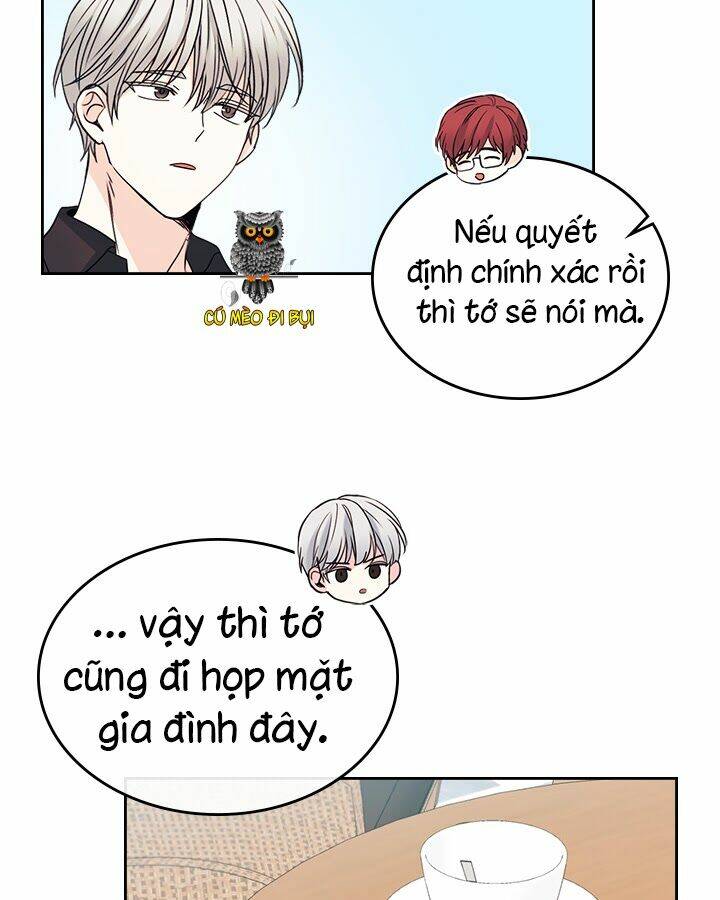 Nếu quyết
định chính xác rồi
thì tớ sẽ nói mà.
CÚ MÈO ĐI BỤI
... vậy thì tớ
cũng đi họp mặt
gia đình đây.